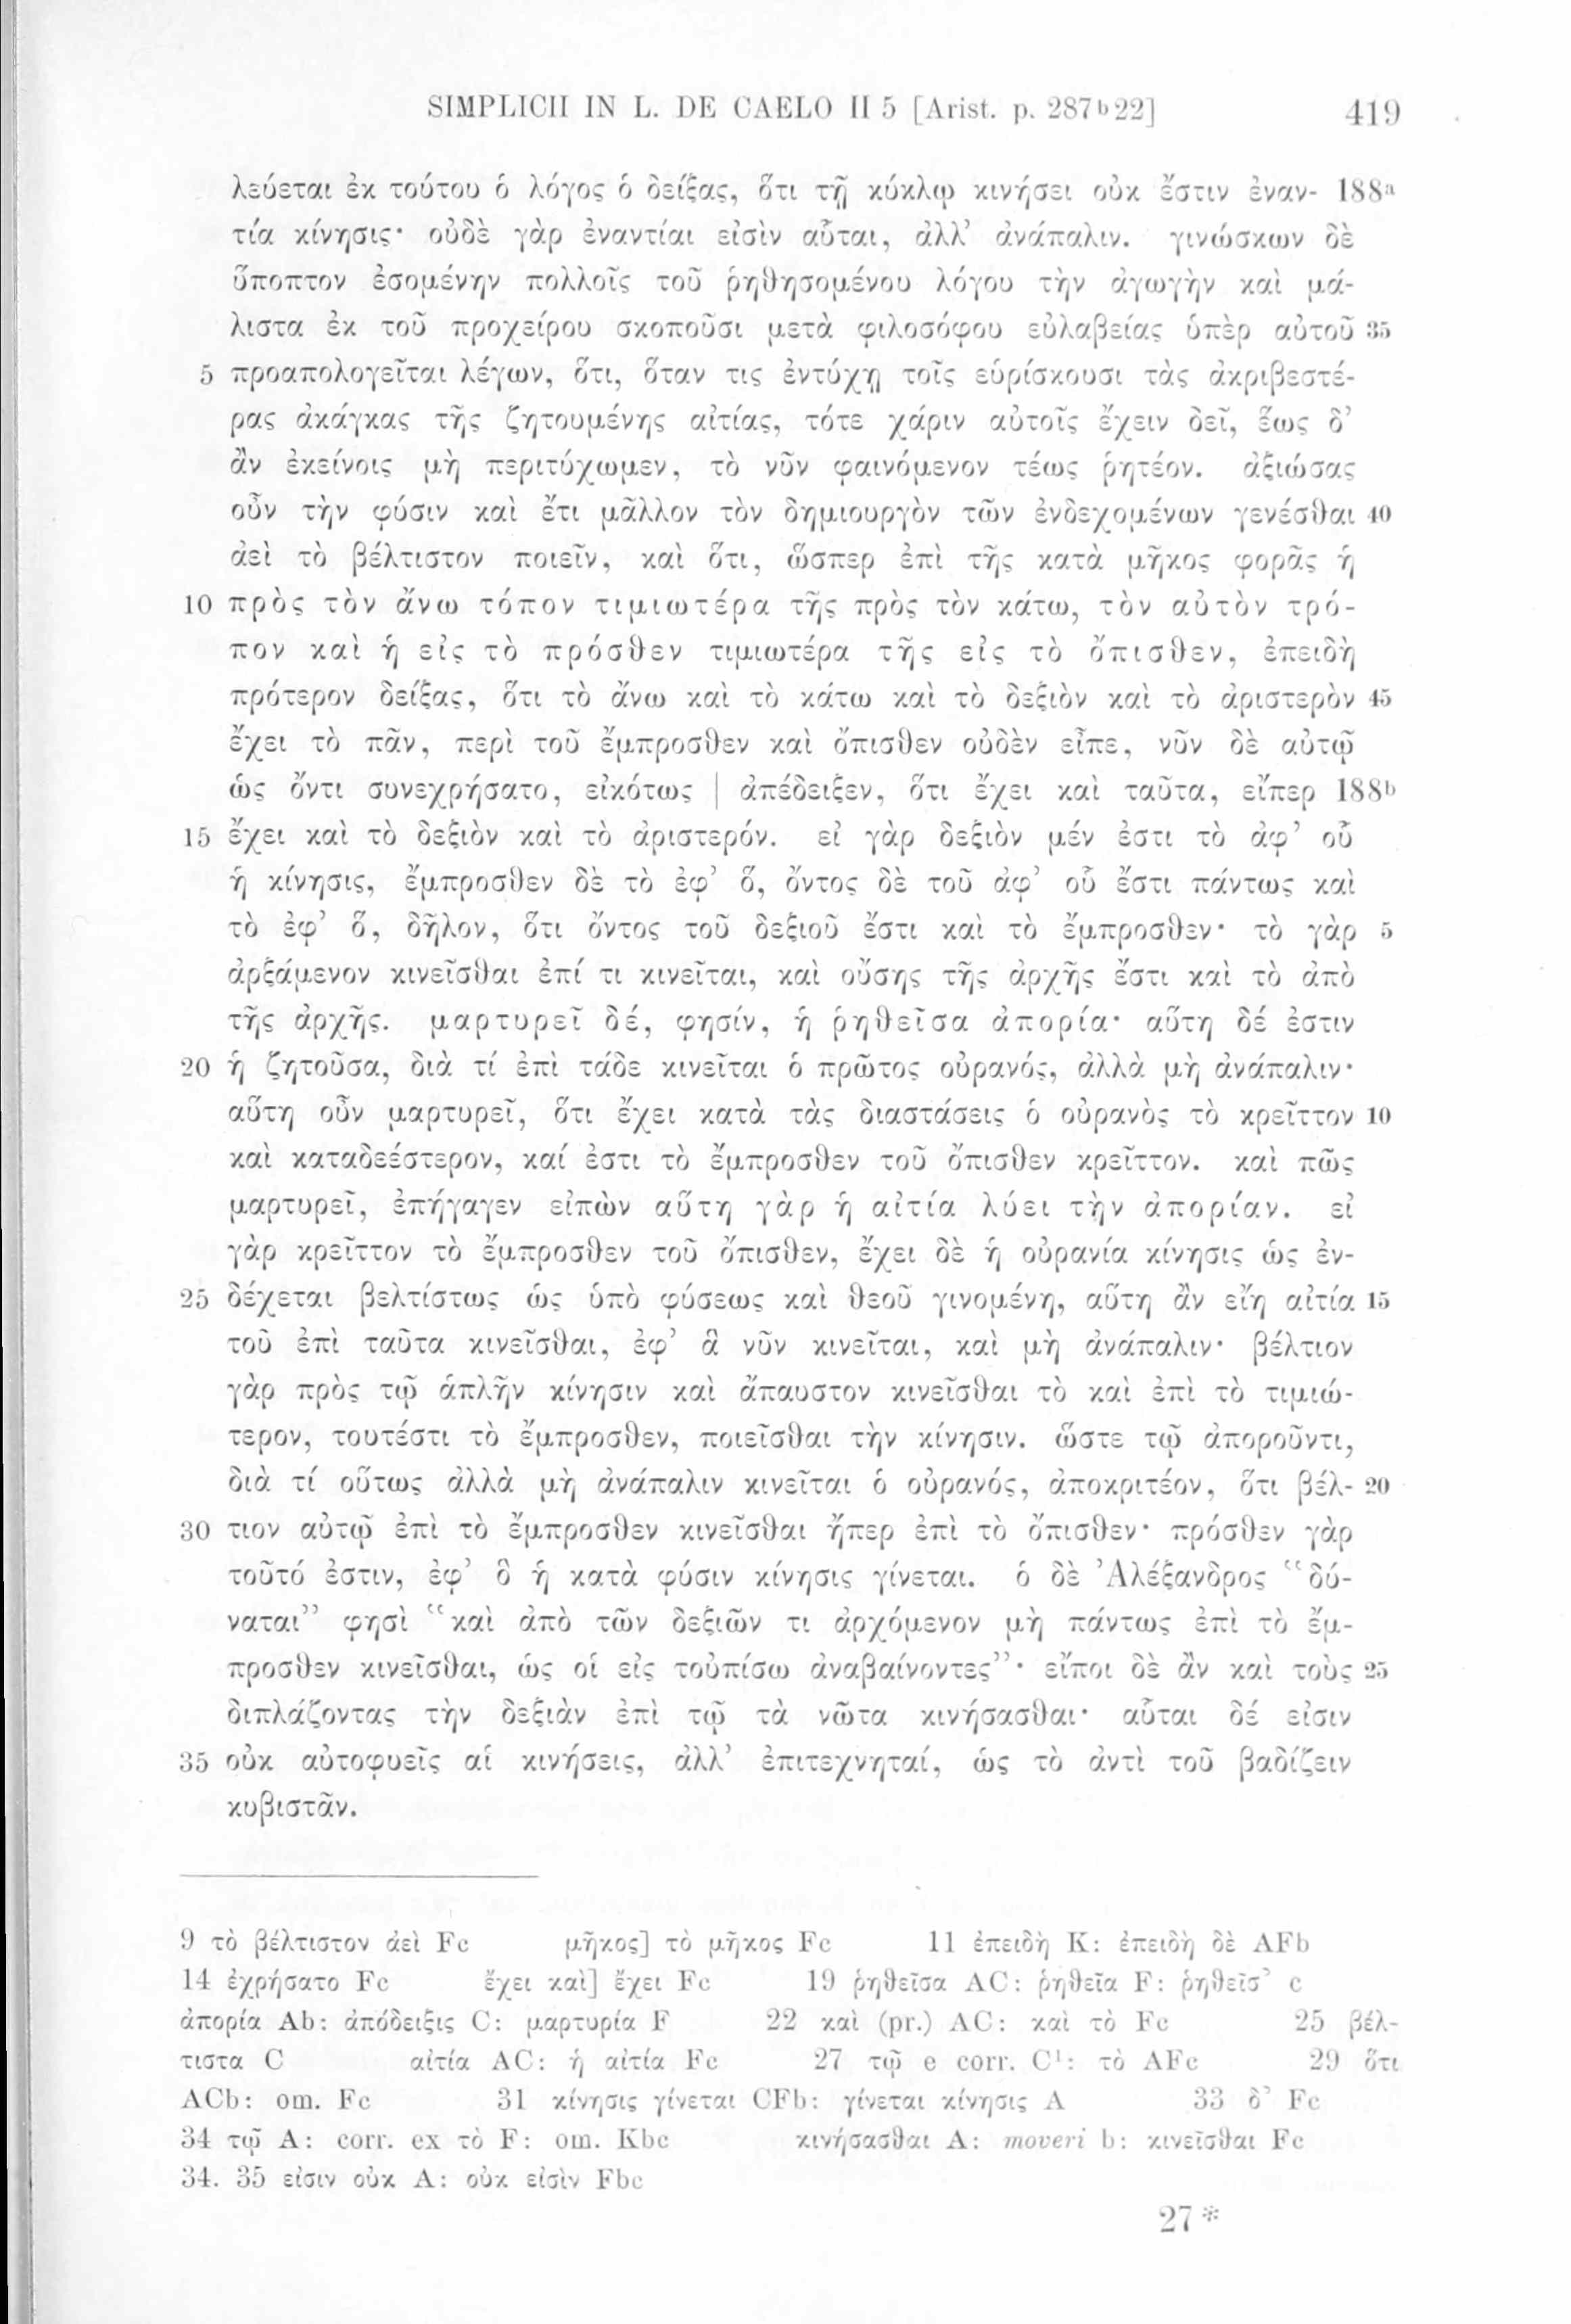 SIMPLICII IN L. DE CAELO II 5 [Arist. p. 287ᵇ22] 419
λεύεται ἐκ τούτου ὁ λόγος ὁ δείξας, ὅτι τῇ κύκλῳ κινήσει οὐκ ἔστιν ἐναν- 188ᵃ
τία κίνησις· οὐδὲ γὰρ ἐναντίαι εἰσὶν αὗται, ἀλλ’ ἀνάπαλιν. γινώσκων δὲ
ὕποπτον ἐσομένην πολλοῖς τοῦ ῥηθησομένου λόγου τὴν ἀγωγὴν καὶ μά-
λιστα ἐκ τοῦ προχείρου σκοποῦσι μετὰ φιλοσόφου εὐλαβείας ὑπὲρ αὐτοῦ 35
5 προαπολογεῖται λέγων, ὅτι, ὅταν τις ἐντύχῃ τοῖς εὑρίσκουσι τὰς ἀκριβεστέ-
ρας ἀκάγκας τῆς ζητουμένης αἰτίας, τότε χάριν αὐτοῖς ἔχειν δεῖ, ἕως δ’
ἂν ἐκείνοις μὴ περιτύχωμεν, τὸ νῦν φαινόμενον τέως ῥητέον. ἀξιώσας
οὖν τὴν φύσιν καὶ ἔτι μᾶλλον τὸν δημιουργὸν τῶν ἐνδεχομένων γενέσθαι 40
ἀεὶ τὸ βέλτιστον ποιεῖν, καὶ ὅτι, ὥσπερ ἐπὶ τῆς κατὰ μῆκος φορᾶς ἡ
10 πρὸς τὸν ἄνω τόπον τιμιωτέρα τῆς πρὸς τὸν κάτω, τὸν αὐτὸν τρό-
πον καὶ ἡ εἰς τὸ πρόσθεν τιμιωτέρα τῆς εἰς τὸ ὄπισθεν, ἐπειδὴ
πρότερον δείξας, ὅτι τὸ ἄνω καὶ τὸ κάτω καὶ τὸ δεξιὸν καὶ τὸ ἀριστερὸν 45
ἔχει τὸ πᾶν, περὶ τοῦ ἔμπροσθεν καὶ ὄπισθεν οὐδὲν εἶπε, νῦν δὲ αὐτῷ
ὡς ὄντι συνεχρήσατο, εἰκότως | ἀπέδειξεν, ὅτι ἔχει καὶ ταῦτα, εἴπερ 188ᵇ
15 ἔχει καὶ τὸ δεξιὸν καὶ τὸ ἀριστερόν. εἰ γὰρ δεξιὸν μέν ἐστι τὸ ἀφ’ οὗ
ἡ κίνησις, ἔμπροσθεν δὲ τὸ ἐφ’ ὅ, ὄντος δὲ τοῦ ἀφ’ οὗ ἔστι πάντως καὶ
τὸ ἐφ’ ὅ, δῆλον, ὅτι ὄντος τοῦ δεξιοῦ ἔστι καὶ τὸ ἔμπροσθεν· τὸ γὰρ 5
ἀρξάμενον κινεῖσθαι ἐπί τι κινεῖται, καὶ οὔσης τῆς ἀρχῆς ἔστι καὶ τὸ ἀπὸ
τῆς ἀρχῆς. μαρτυρεῖ δέ, φησίν, ἡ ῥηθεῖσα ἀπορία· αὕτη δέ ἐστιν
20 ἡ ζητοῦσα, διὰ τί ἐπὶ τάδε κινεῖται ὁ πρῶτος οὐρανός, ἀλλὰ μὴ ἀνάπαλιν·
αὕτη οὖν μαρτυρεῖ, ὅτι ἔχει κατὰ τὰς διαστάσεις ὁ οὐρανὸς τὸ κρεῖττον 10
καὶ καταδεέστερον, καί ἐστι τὸ ἔμπροσθεν τοῦ ὄπισθεν κρεῖττον. καὶ πῶς
μαρτυρεῖ, ἐπήγαγεν εἰπὼν αὕτη γὰρ ἡ αἰτία λύει τὴν ἀπορίαν. εἰ
γὰρ κρεῖττον τὸ ἔμπροσθεν τοῦ ὄπισθεν, ἔχει δὲ ἡ οὐρανία κίνησις ὡς ἐν-
25 δέχεται βελτίστως ὡς ὑπὸ φύσεως καὶ θεοῦ γινομένη, αὕτη ἂν εἴη αἰτία 15
τοῦ ἐπὶ ταῦτα κινεῖσθαι, ἐφ’ ἃ νῦν κινεῖται, καὶ μὴ ἀνάπαλιν· βέλτιον
γὰρ πρὸς τῷ ἁπλῆν κίνησιν καὶ ἄπαυστον κινεῖσθαι τὸ καὶ ἐπὶ τὸ τιμιώ-
τερον, τουτέστι τὸ ἔμπροσθεν, ποιεῖσθαι τὴν κίνησιν. ὥστε τῷ ἀποροῦντι,
διὰ τί οὕτως ἀλλὰ μὴ ἀνάπαλιν κινεῖται ὁ οὐρανός, ἀποκριτέον, ὅτι βέλ- 20
30 τιον αὐτῷ ἐπὶ τὸ ἔμπροσθεν κινεῖσθαι ἤπερ ἐπὶ τὸ ὄπισθεν· πρόσθεν γὰρ
τοῦτό ἐστιν, ἐφ’ ὃ ἡ κατὰ φύσιν κίνησις γίνεται. ὁ δὲ Ἀλέξανδρος “δύ-
ναται” φησὶ “καὶ ἀπὸ τῶν δεξιῶν τι ἀρχόμενον μὴ πάντως ἐπὶ τὸ ἔμ-
προσθεν κινεῖσθαι, ὡς οἱ εἰς τοὐπίσω ἀναβαίνοντες”· εἴποι δὲ ἂν καὶ τοὺς 25
διπλάζοντας τὴν δεξιὰν ἐπὶ τῷ τὰ νῶτα κινήσασθαι· αὗται δέ εἰσιν
35 οὐκ αὐτοφυεῖς αἱ κινήσεις, ἀλλ’ ἐπιτεχνηταί, ὡς τὸ ἀντὶ τοῦ βαδίζειν
κυβιστᾶν.
9 τὸ βέλτιστον ἀεὶ Fc μῆκος] τὸ μῆκος Fc 11 ἐπειδὴ K: ἐπειδὴ δὲ AFb
14 ἐχρήσατο Fc ἔχει καὶ] ἔχει Fc 19 ῥηθεῖσα AC: ῥηθεῖα F: ῥηθεῖσ’ c
ἀπορία Ab: ἀπόδειξις C: μαρτυρία F 22 καὶ (pr.) AC: καὶ τὸ Fc 25 βέλ-
τιστα C αἰτία AC: ἡ αἰτία Fc 27 τῷ e corr. C¹: τὸ AFc 29 ὅτι
ACb: om. Fc 31 κίνησις γίνεται CFb: γίνεται κίνησις A 33 δ’ Fc
34 τῷ A: corr. ex τὸ F: om. Kbc κινήσασθαι A: moveri b: κινεῖσθαι Fc
34. 35 εἰσιν οὐκ A: οὐκ εἰσὶν Fbc
27*